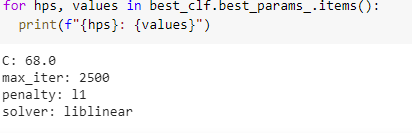 for hps, values in best_clf.best_params_.items():
  print(f"{hps}: {values}")
C: 68.0
max_iter: 2500
penalty: l1
solver: liblinear